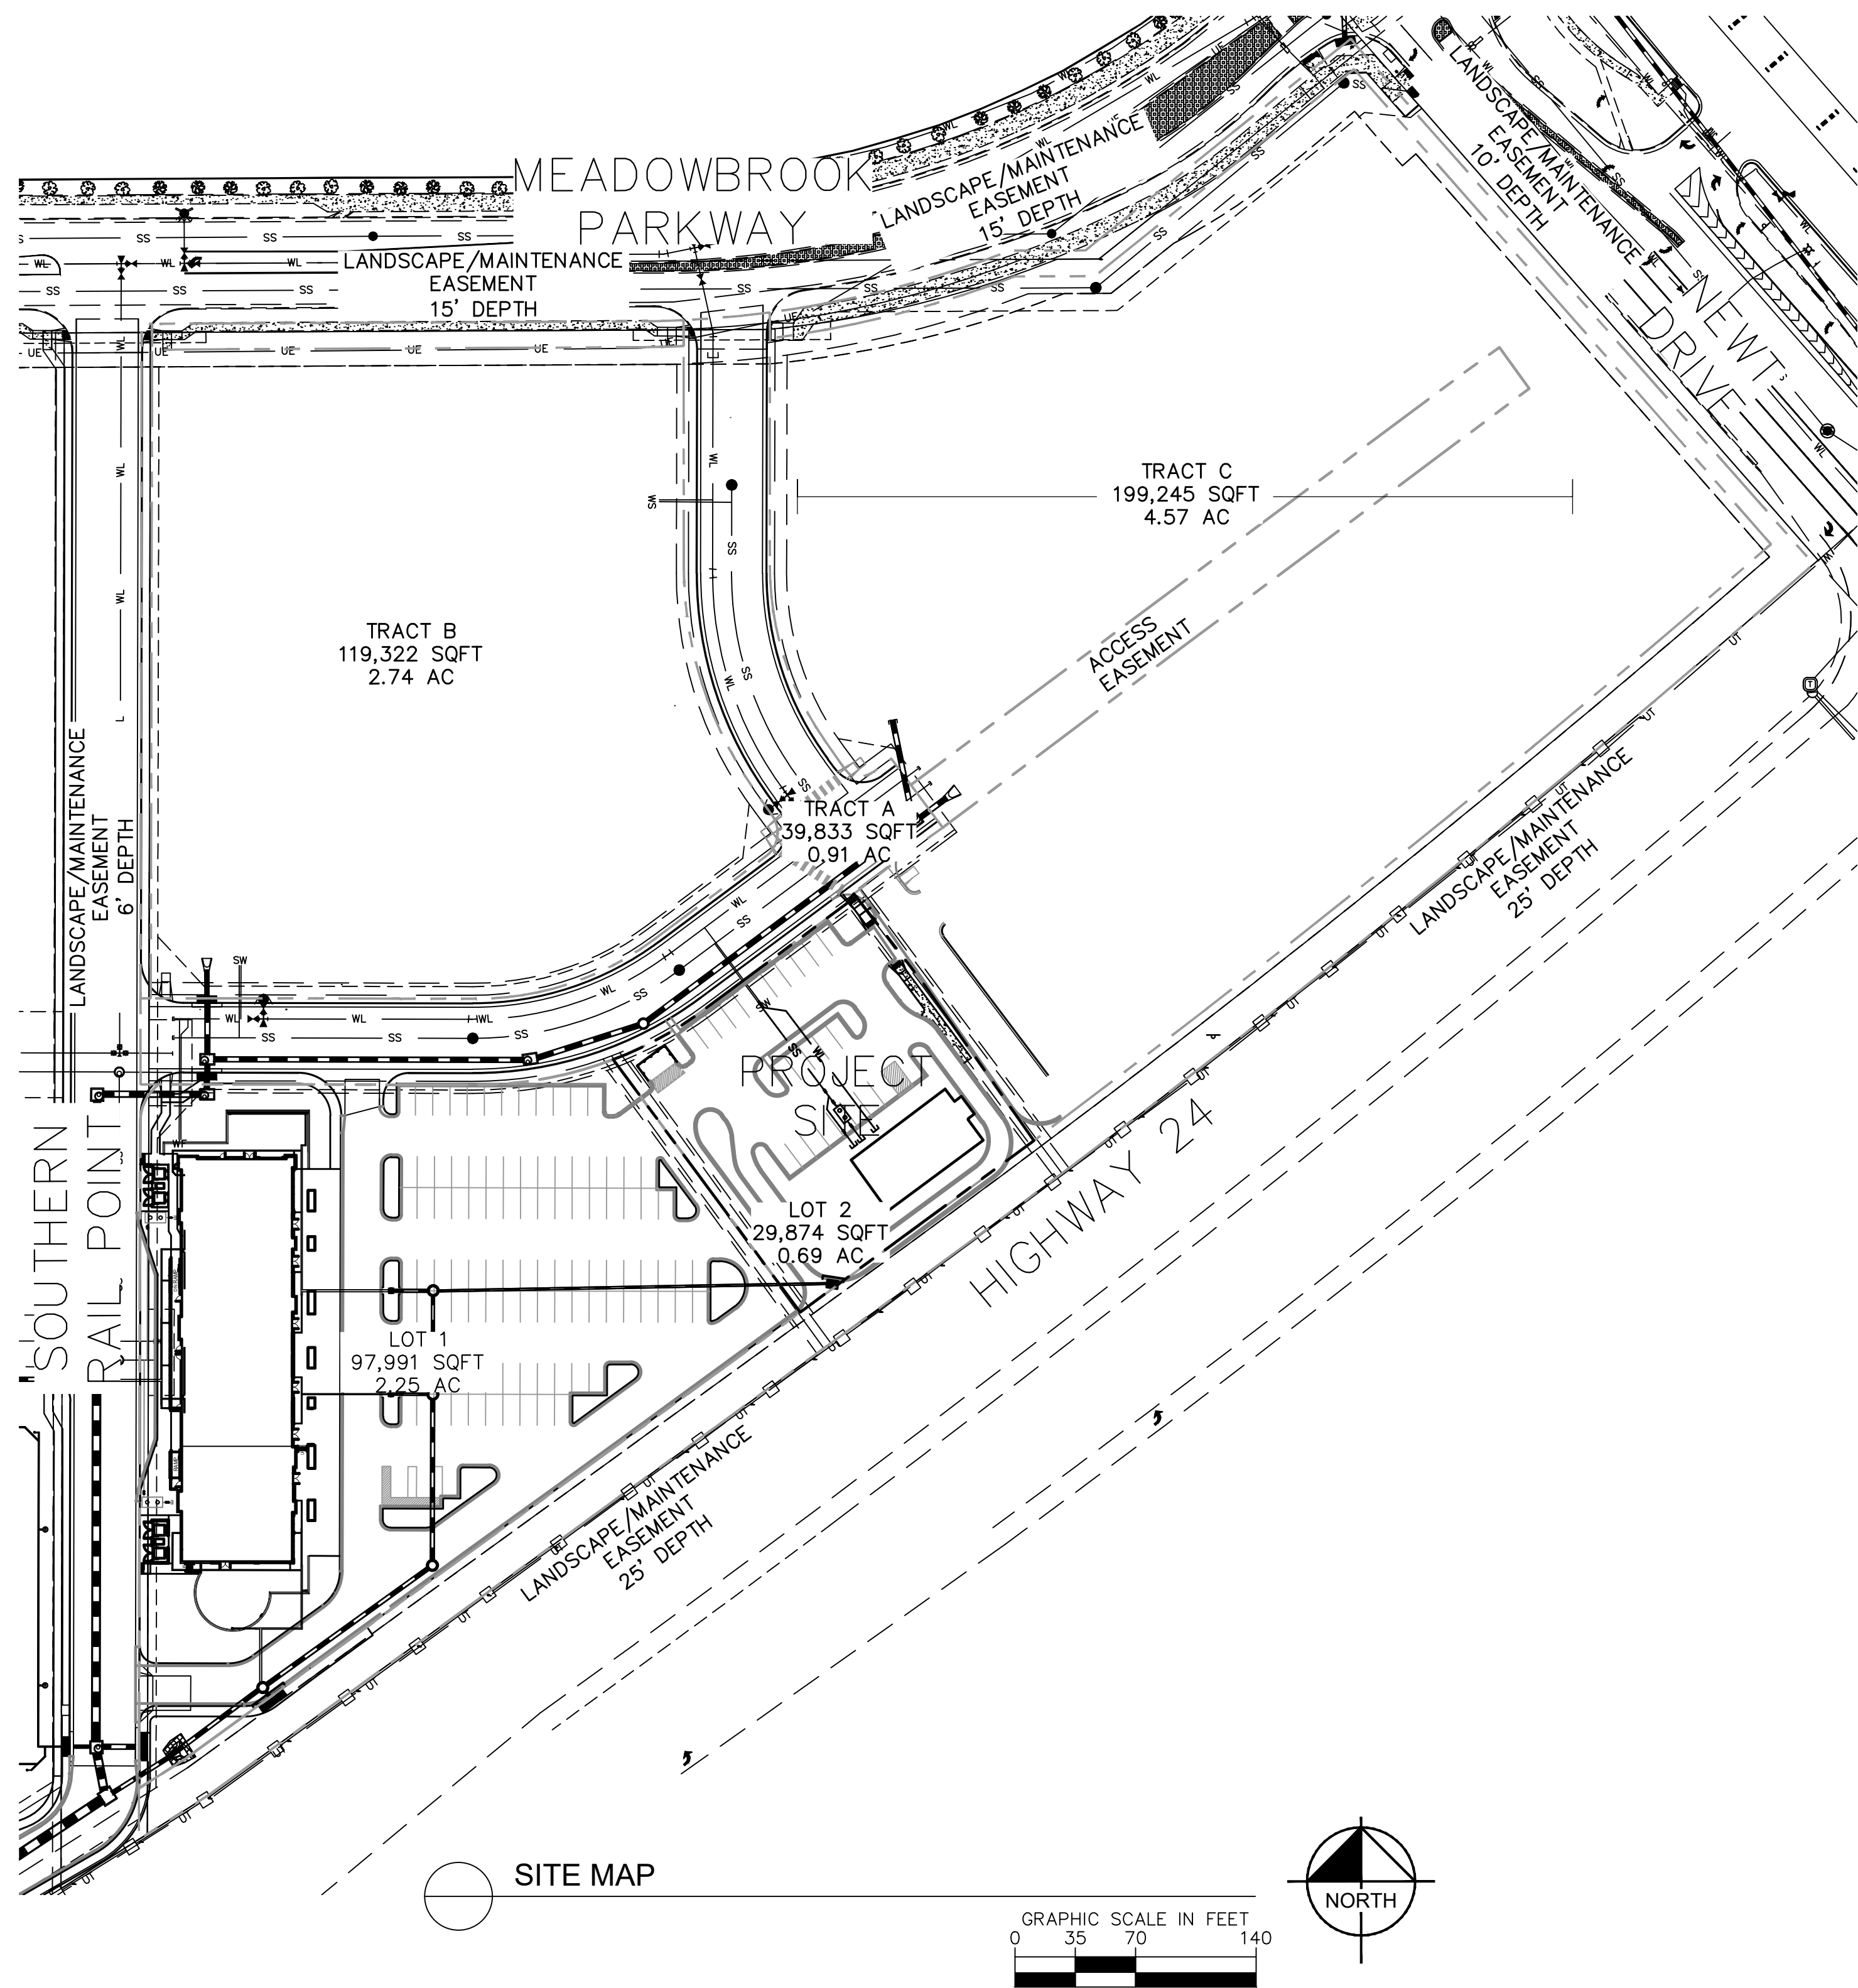 MEADOWBROOK
PARKWAY
LANDSCAPE/MAINTENANCE
EASEMENT
15' DEPTH
LANDSCAPE/MAINTENANCE
EASEMENT
15' DEPTH
LANDSCAPE/MAINTENANCE
EASEMENT
10' DEPTH
NEWT
DRIVE
TRACT C
199,245 SQFT
4.57 AC
TRACT B
119,322 SQFT
2.74 AC
ACCESS
EASEMENT
TRACT A
39,833 SQFT
0.91 AC
LANDSCAPE/MAINTENANCE
EASEMENT
6' DEPTH
LANDSCAPE/MAINTENANCE
EASEMENT
25' DEPTH
PROJECT
SITE
LOT 2
29,874 SQFT
0.69 AC
HIGHWAY 24
SOUTHERN
RAIL POINT
LOT 1
97,991 SQFT
2.25 AC
LANDSCAPE/MAINTENANCE
EASEMENT
25' DEPTH
SITE MAP
NORTH
GRAPHIC SCALE IN FEET
0 35 70 140